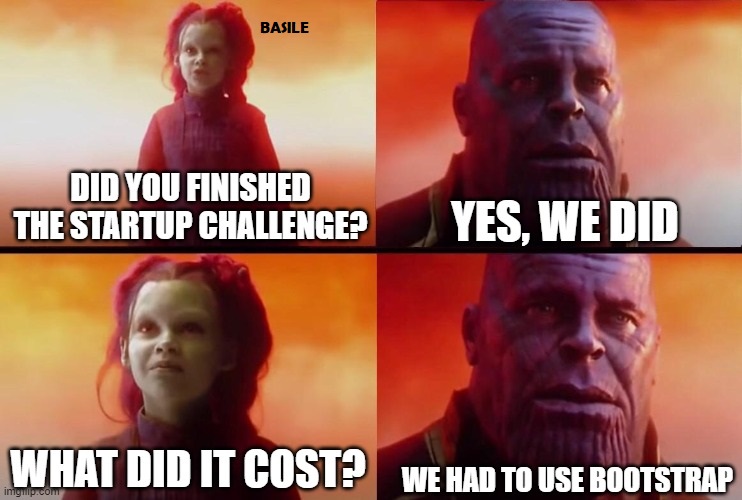 BASILE
DID YOU FINISHED
THE STARTUP CHALLENGE?
YES, WE DID
WHAT DID IT COST?
WE HAD TO USE BOOTSTRAP
imgflip.com